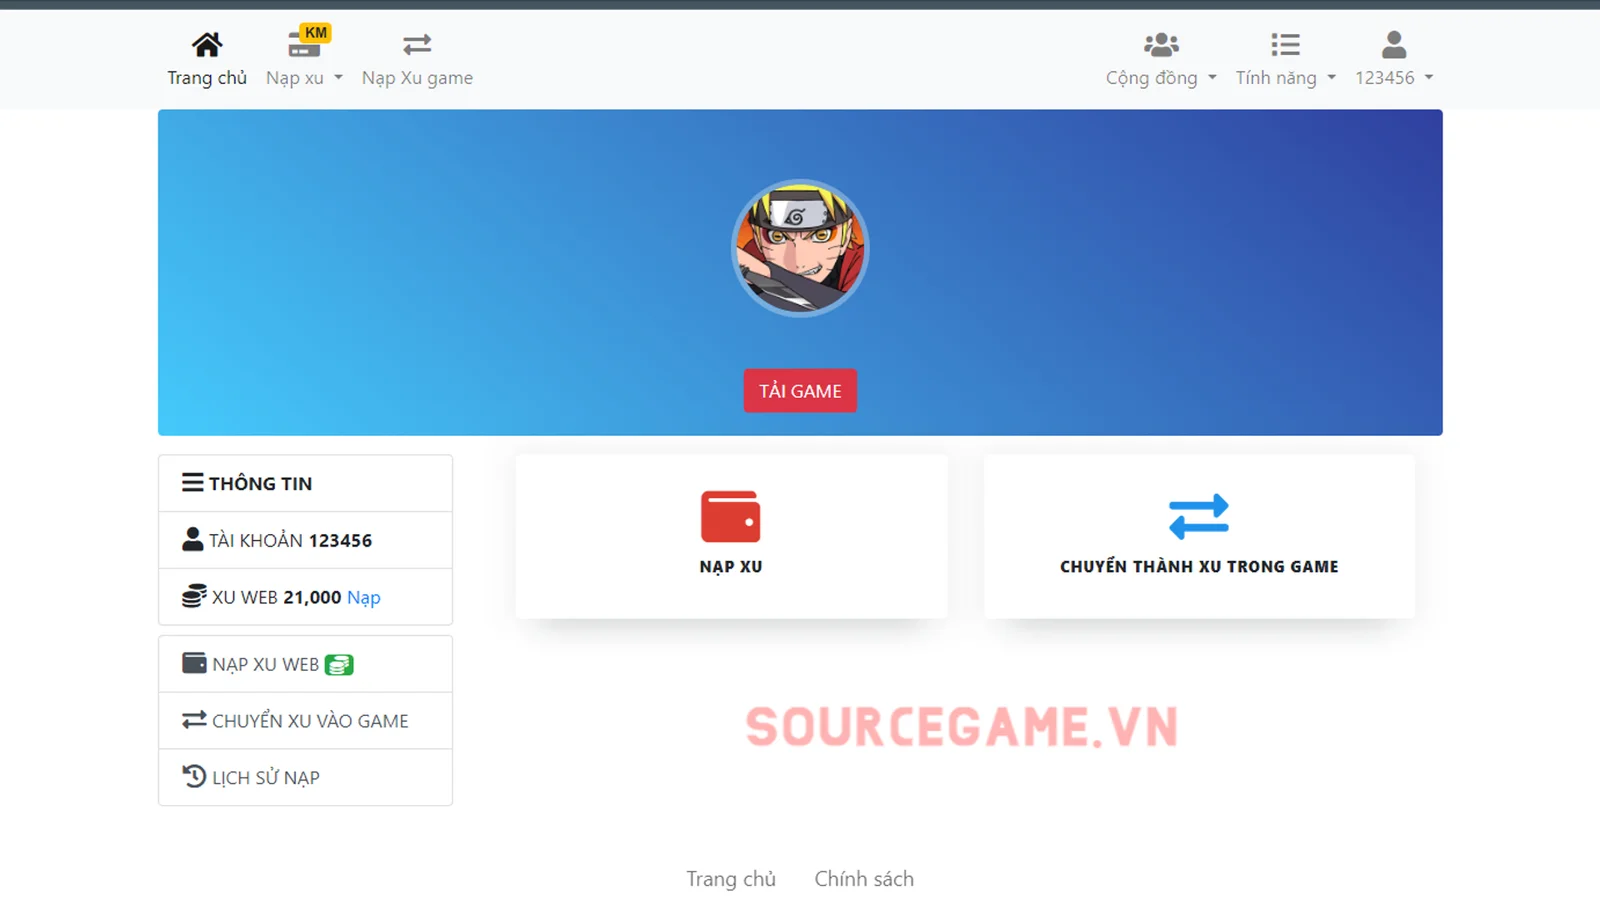 KM
Trang chủ
Nạp xu
Nạp Xu game
Cộng đồng
Tính năng
123456
TẢI GAME
THÔNG TIN
TÀI KHOẢN 123456
XU WEB 21,000 Nạp
NẠP XU WEB
CHUYỂN XU VÀO GAME
LỊCH SỬ NẠP
NẠP XU
CHUYỂN THÀNH XU TRONG GAME
SOURCEGAME.VN
Trang chủ
Chính sách